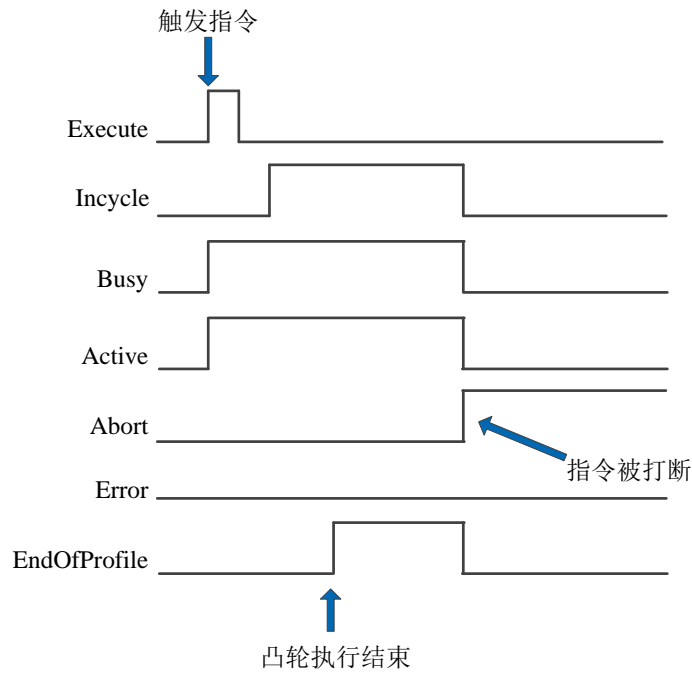 触发指令
Execute
Incycle
Busy
Active
Abort
指令被打断
Error
EndOfProfile
凸轮执行结束